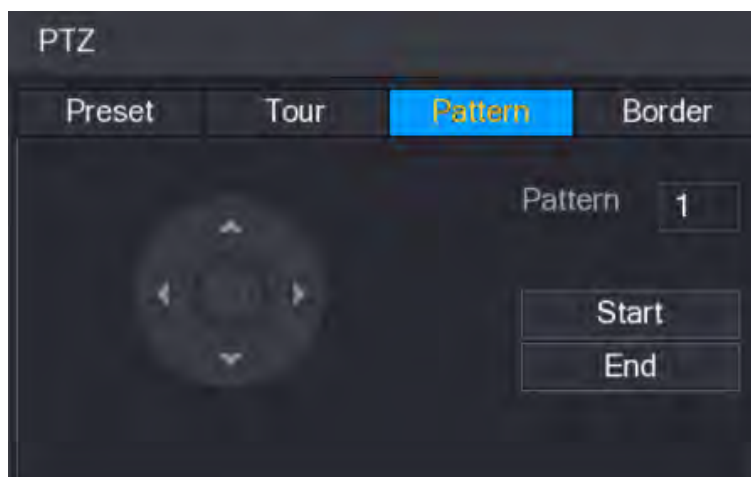 PTZ
Preset Tour Pattern Border
Pattern 1
Start
End